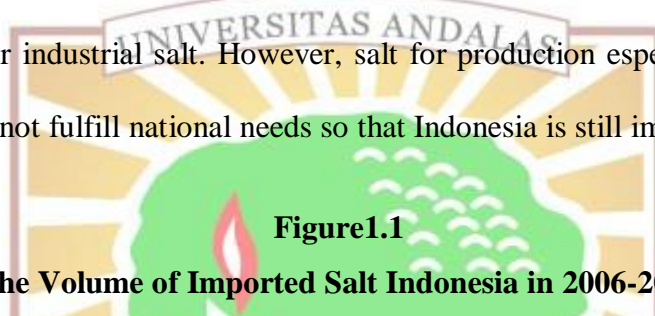 UNIVERSITAS ANDALAS
r industrial salt. However, salt for production espe
not fulfill national needs so that Indonesia is still im
Figure1.1
he Volume of Imported Salt Indonesia in 2006-20